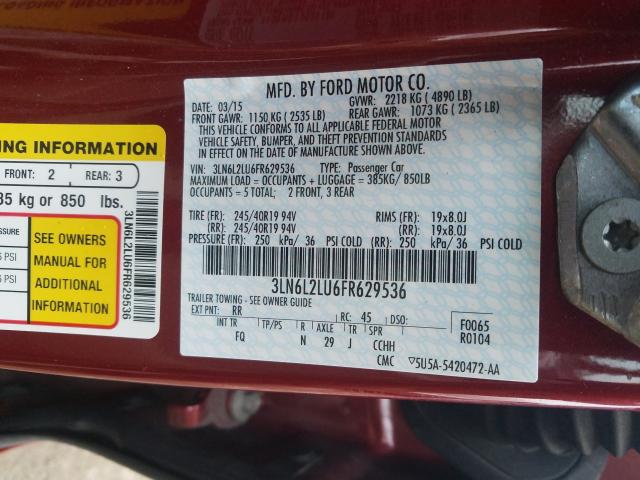 LOADING INFORMATION
MFD. BY FORD MOTOR CO.
DATE: 03/15 GVWR: 2218 KG ( 4890 LB)
FRONT GAWR: 1150 KG ( 2535 LB) REAR GAWR: 1073 KG ( 2365 LB)
THIS VEHICLE CONFORMS TO ALL APPLICABLE FEDERAL MOTOR
VEHICLE SAFETY, BUMPER, AND THEFT PREVENTION STANDARDS
IN EFFECT ON THE DATE OF MANUFACTURE SHOWN ABOVE.
VIN: 3LN6L2LU6FR629536 TYPE: Passenger Car
MAXIMUM LOAD = OCCUPANTS + LUGGAGE = 385KG/ 850LB
OCCUPANTS = 5 TOTAL; 2 FRONT, 3 REAR
TIRE (FR): 245/40R19 94V RIMS (FR): 19x8.0J
(RR): 245/40R19 94V (RR): 19x8.0J
PRESSURE (FR): 250 kPa/ 36 PSI COLD (RR): 250 kPa/ 36 PSI COLD
3LN6L2LU6FR629536
TRAILER TOWING - SEE OWNER GUIDE
EXT PNT: RR RC: 45 DSO:
INT TR TP/PS R AXLE TR SPR
FQ N 29 J CCHH
F0065
R0104
CMC ▽5U5A-5420472-AA
NG INFORMATION
FRONT: 2 REAR: 3
85 kg or 850 lbs.
ESSURE
PSI
PSI
SEE OWNERS
MANUAL FOR
ADDITIONAL
INFORMATION
3LN6L2LU6FR629536